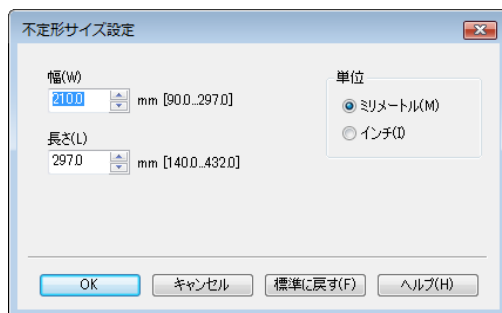 不定形サイズ設定
幅(W)
210.0 mm [90.0...297.0]
長さ(L)
297.0 mm [140.0...432.0]
単位
ミリメートル(M)
インチ(I)
OK キャンセル 標準に戻す(F) ヘルプ(H)